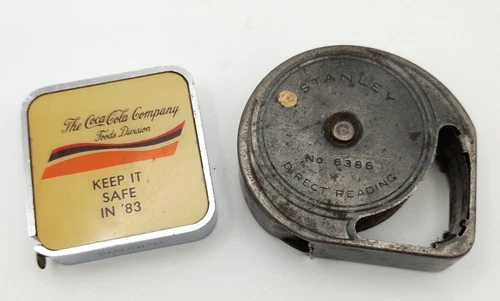 The Coca-Cola Company
Foods Division
KEEP IT
SAFE
IN '83
STANLEY
No. 6386
DIRECT READING